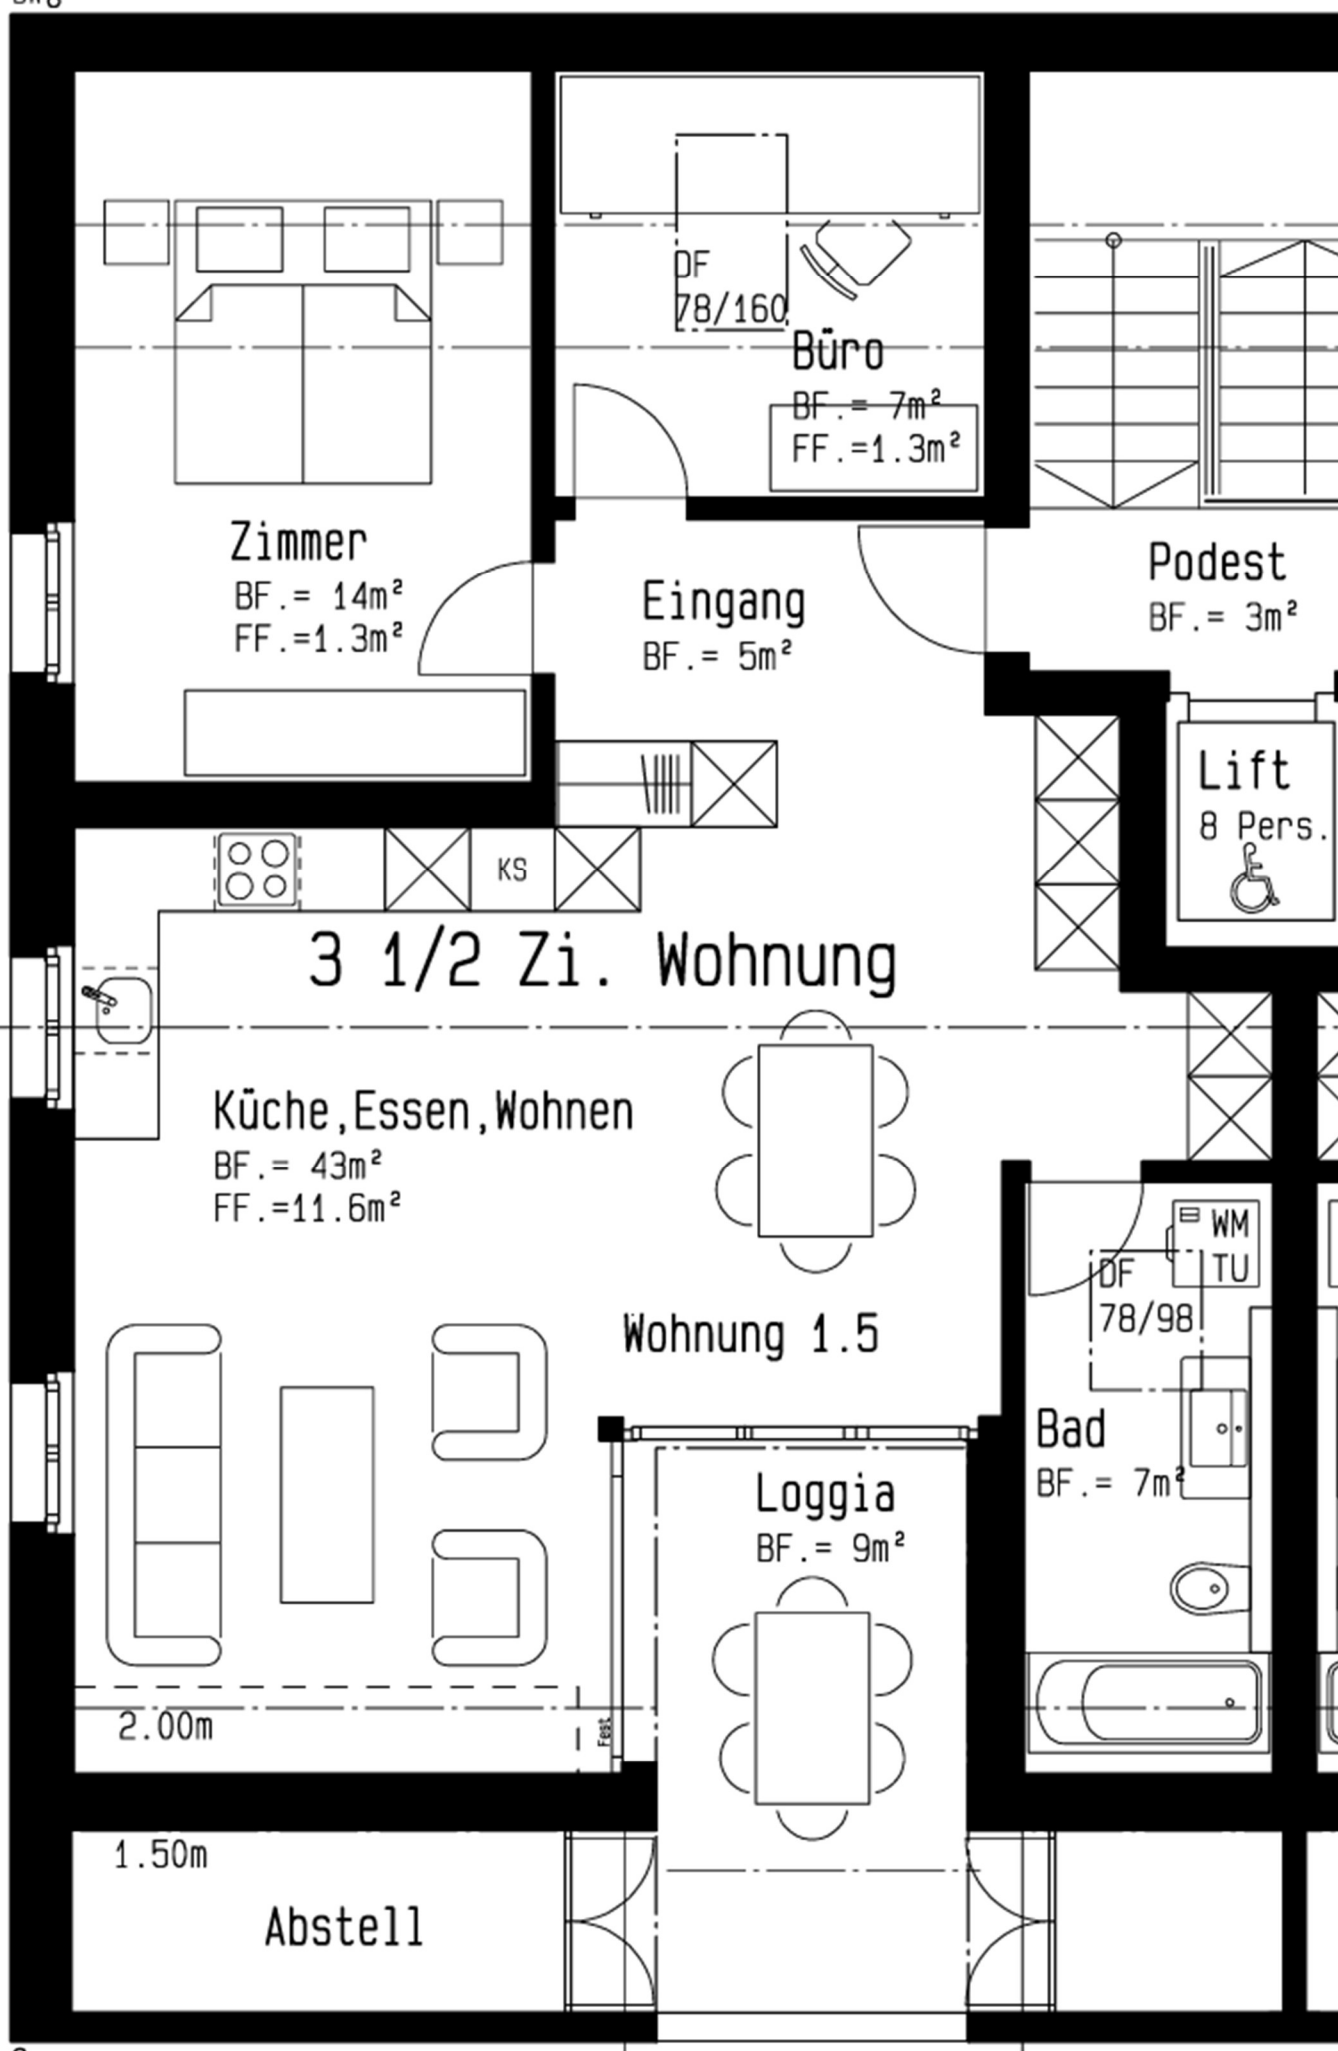 DF
78/160
Büro
BF.= 7m²
FF.=1.3m²
Zimmer
BF.= 14m²
FF.=1.3m²
Eingang
BF.= 5m²
Podest
BF.= 3m²
Lift
8 Pers.
KS
3 1/2 Zi. Wohnung
Küche,Essen,Wohnen
BF.= 43m²
FF.=11.6m²
WM
TU
DF
78/98
Wohnung 1.5
Bad
BF.= 7m²
Loggia
BF.= 9m²
2.00m
Fest
1.50m
Abstell